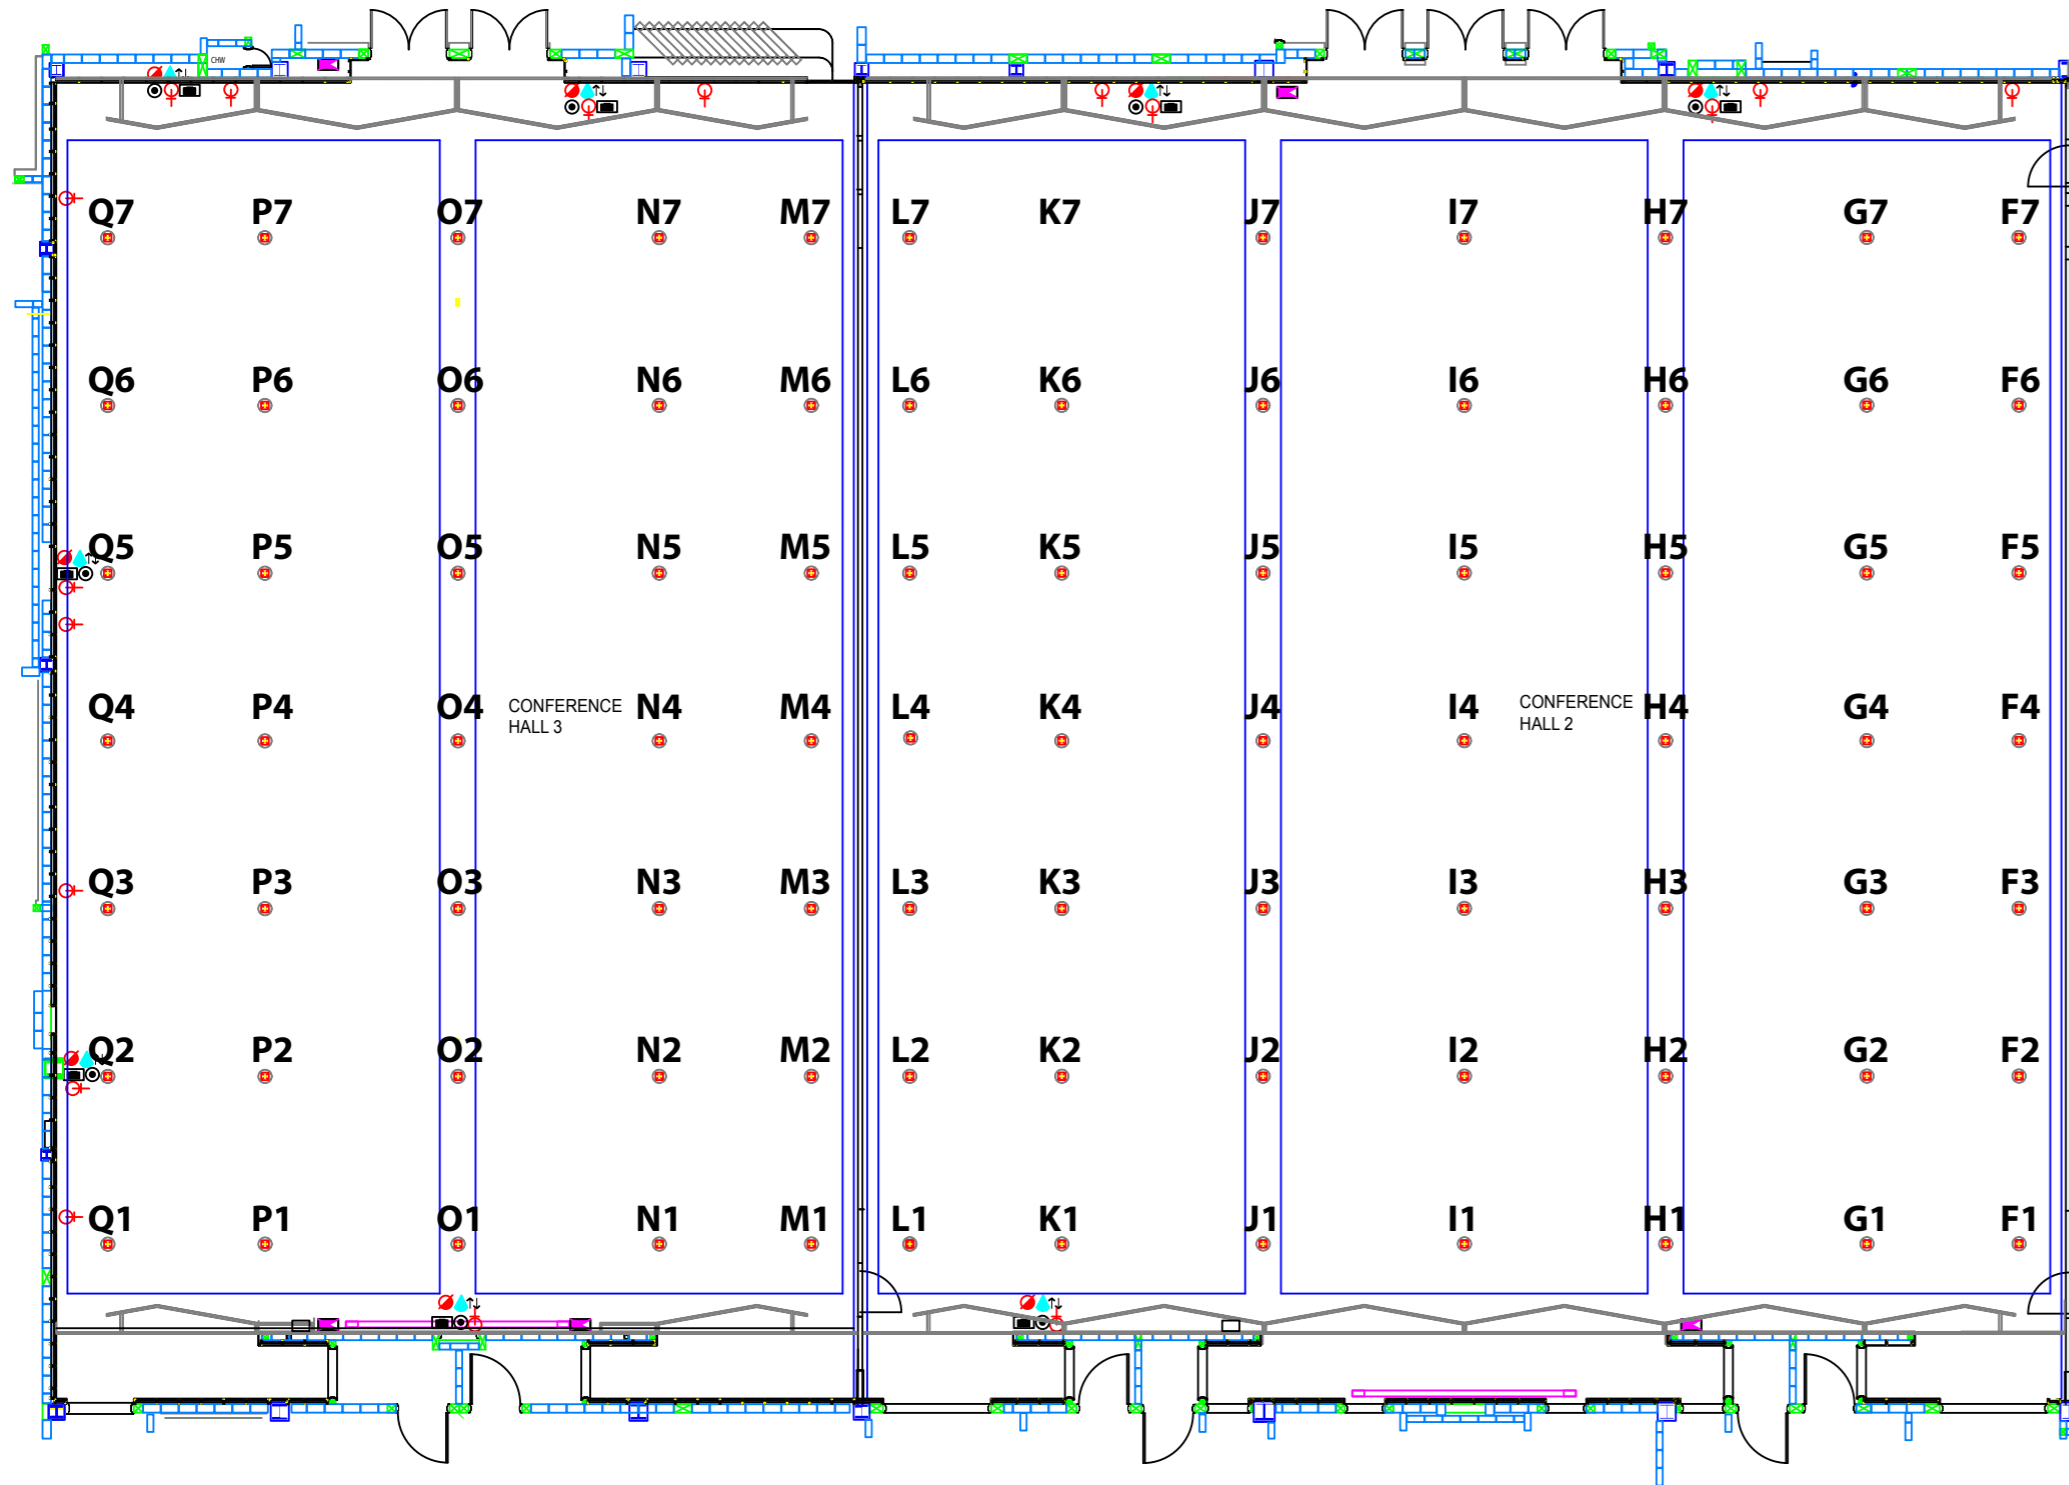 CHW
Q7 P7 O7 N7 M7 L7 K7 J7 I7 H7 G7 F7
Q6 P6 O6 N6 M6 L6 K6 J6 I6 H6 G6 F6
Q5 P5 O5 N5 M5 L5 K5 J5 I5 H5 G5 F5
Q4 P4 O4 CONFERENCE N4 M4 L4 K4 J4 I4 CONFERENCE H4 G4 F4
HALL 3 HALL 2
Q3 P3 O3 N3 M3 L3 K3 J3 I3 H3 G3 F3
Q2 P2 O2 N2 M2 L2 K2 J2 I2 H2 G2 F2
Q1 P1 O1 N1 M1 L1 K1 J1 I1 H1 G1 F1